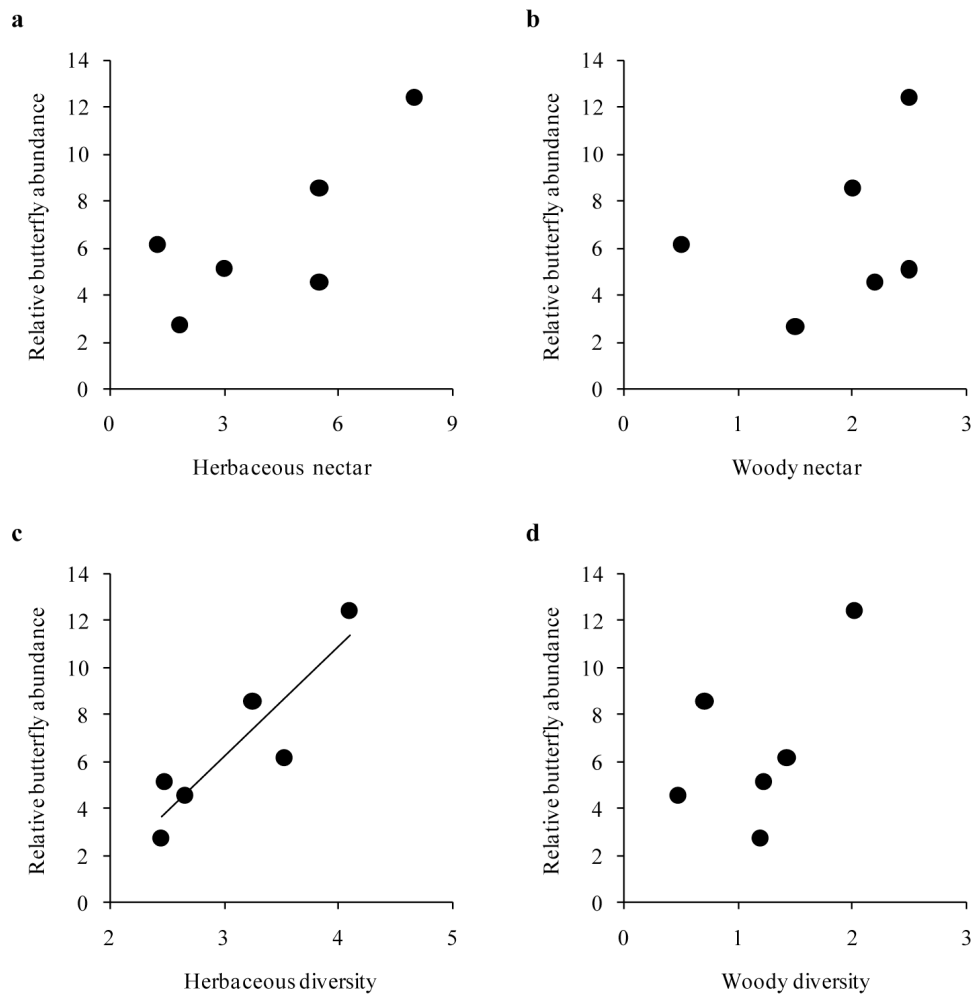 a
Relative butterfly abundance
14
12
10
8
6
4
2
0
0 3 6 9
Herbaceous nectar
b
Relative butterfly abundance
14
12
10
8
6
4
2
0
0 1 2 3
Woody nectar
c
Relative butterfly abundance
14
12
10
8
6
4
2
0
2 3 4 5
Herbaceous diversity
d
Relative butterfly abundance
14
12
10
8
6
4
2
0
0 1 2 3
Woody diversity